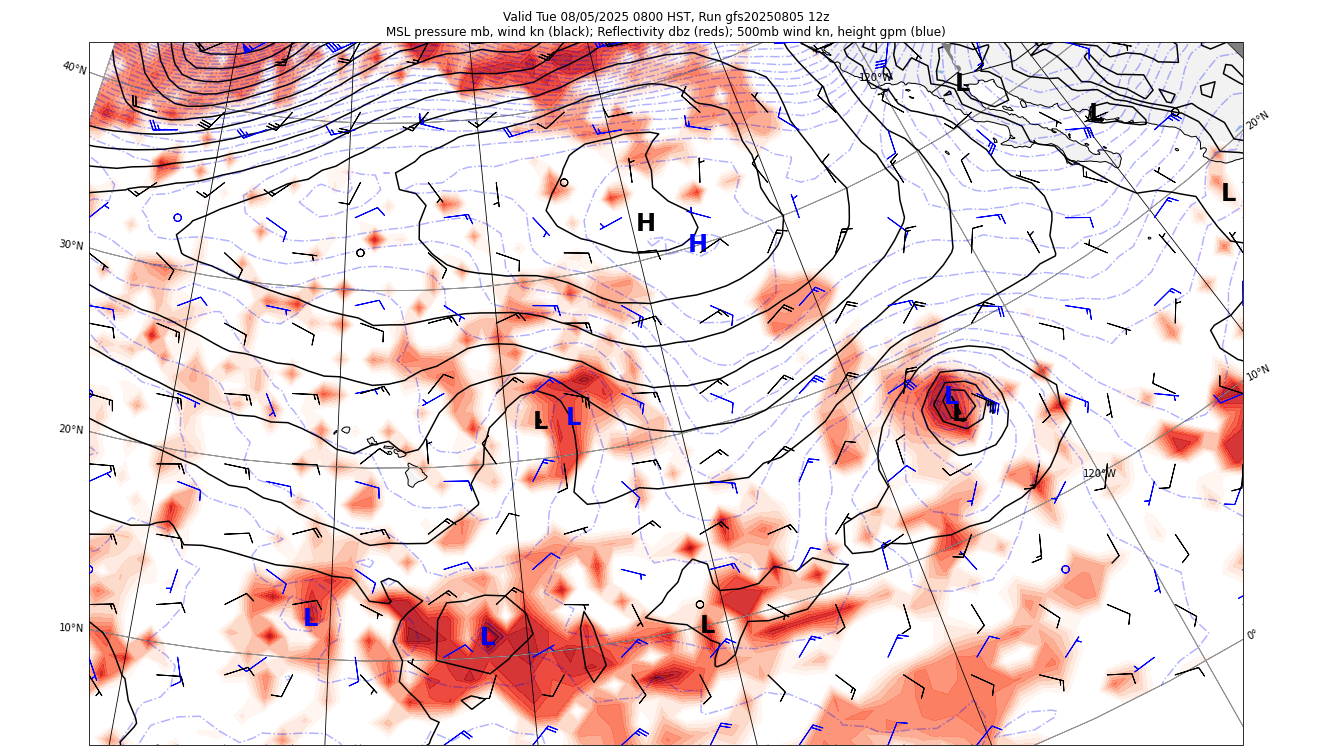 Valid Tue 08/05/2025 0800 HST, Run gfs20250805 12z
MSL pressure mb, wind kn (black); Reflectivity dbz (reds); 500mb wind kn, height gpm (blue)
40°N
120°W
L
L
20°N
L
H
30°N
H
10°N
L
L
L
L
20°N
120°W
L
L
L
10°N
0°